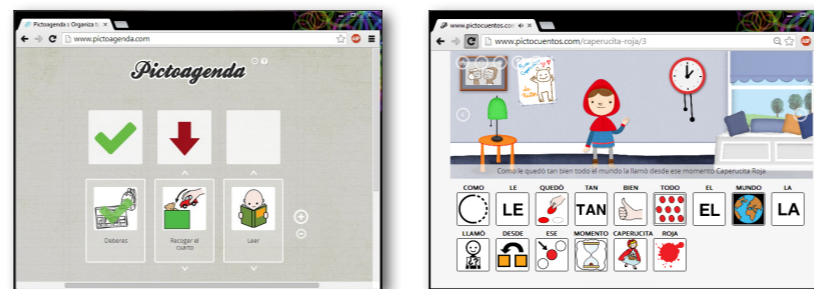 Pictoagenda
www.pictoagenda.com
Pictoagenda
Deberes
Recoger el
cuarto
Leer
www.pictocuentos.com
www.pictocuentos.com/caperucita-roja/3
Como le quedó tan bien todo el mundo la llamó desde ese momento Caperucita Roja
COMO LE QUEDÓ TAN BIEN TODO EL MUNDO LA
LE TAN EL LA
LLAMÓ DESDE ESE MOMENTO CAPERUCITA ROJA